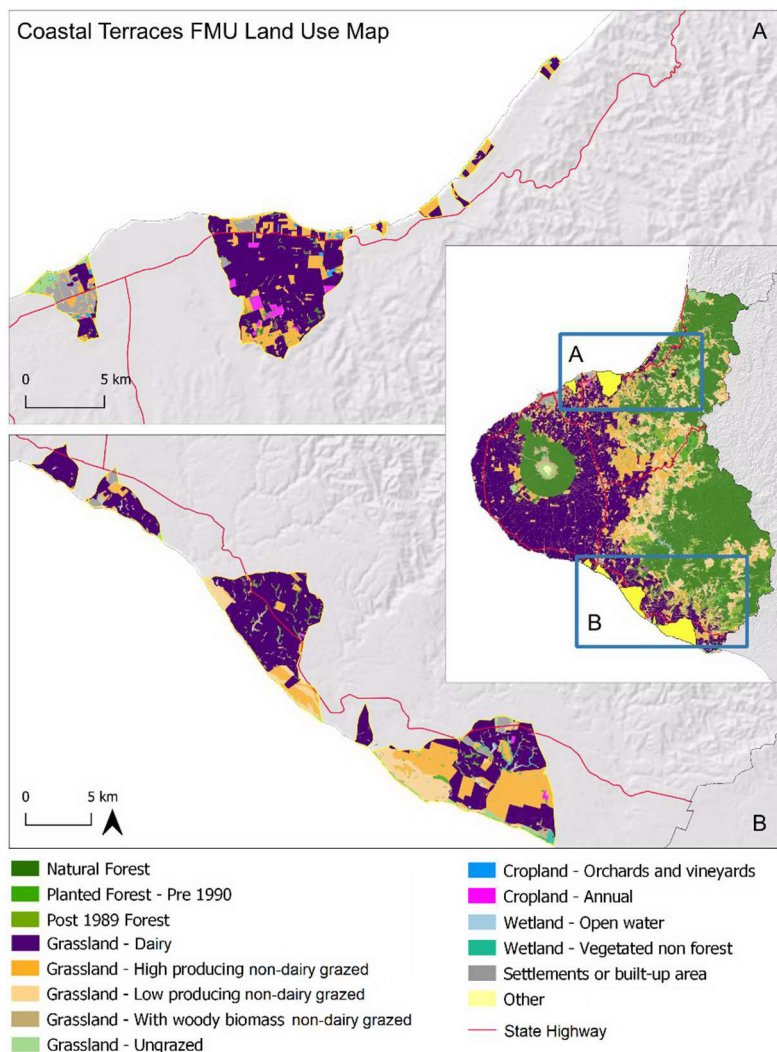 Coastal Terraces FMU Land Use Map
A
0 5 km
A
B
0 5 km
B
Natural Forest
Planted Forest - Pre 1990
Post 1989 Forest
Grassland - Dairy
Grassland - High producing non-dairy grazed
Grassland - Low producing non-dairy grazed
Grassland - With woody biomass non-dairy grazed
Grassland - Ungrazed
Cropland - Orchards and vineyards
Cropland - Annual
Wetland - Open water
Wetland - Vegetated non forest
Settlements or built-up area
Other
State Highway